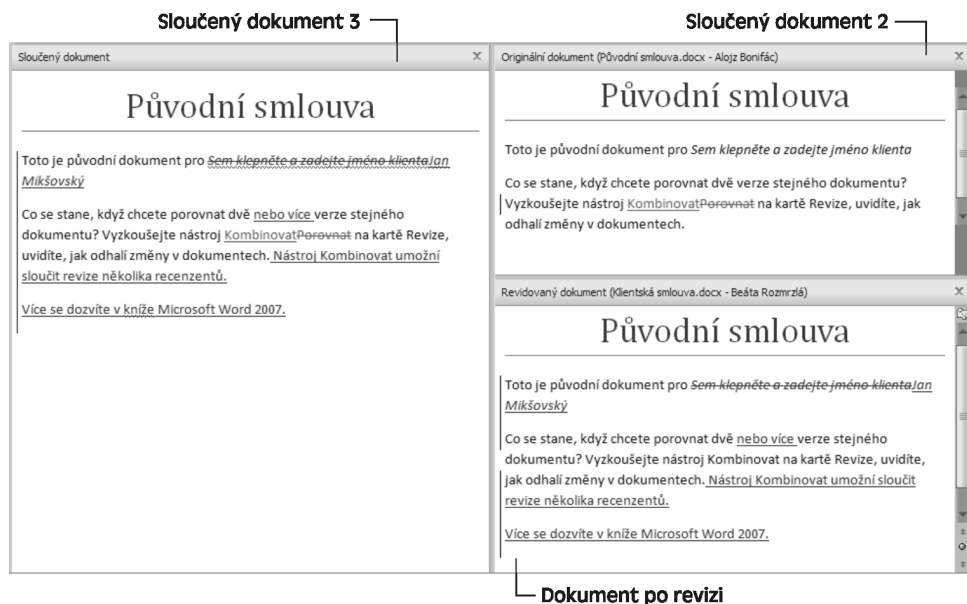 Sloučený dokument 3
Sloučený dokument 2
Sloučený dokument
Původní smlouva
Toto je původní dokument pro Sem klepněte a zadejte jméno klientaJan
Mikšovský
Co se stane, když chcete porovnat dvě nebo více verze stejného
dokumentu? Vyzkoušejte nástroj KombinovatPorovnat na kartě Revize,
uvidíte, jak odhalí změny v dokumentech. Nástroj Kombinovat umožní
sloučit revize několika recenzentů.
Více se dozvíte v kníže Microsoft Word 2007.
Originální dokument (Původní smlouva.docx - Alojz Bonifác)
Původní smlouva
Toto je původní dokument pro Sem klepněte a zadejte jméno klienta
Co se stane, když chcete porovnat dvě verze stejného dokumentu?
Vyzkoušejte nástroj KombinovatPorovnat na kartě Revize, uvidíte, jak
odhalí změny v dokumentech.
Revidovaný dokument (Klientská smlouva.docx - Beáta Rozmrzlá)
Původní smlouva
Toto je původní dokument pro Sem klepněte a zadejte jméno klientaJan
Mikšovský
Co se stane, když chcete porovnat dvě nebo více verze stejného
dokumentu? Vyzkoušejte nástroj Kombinovat na kartě Revize, uvidíte,
jak odhalí změny v dokumentech. Nástroj Kombinovat umožní sloučit
revize několika recenzentů.
Více se dozvíte v kníže Microsoft Word 2007.
Dokument po revizi